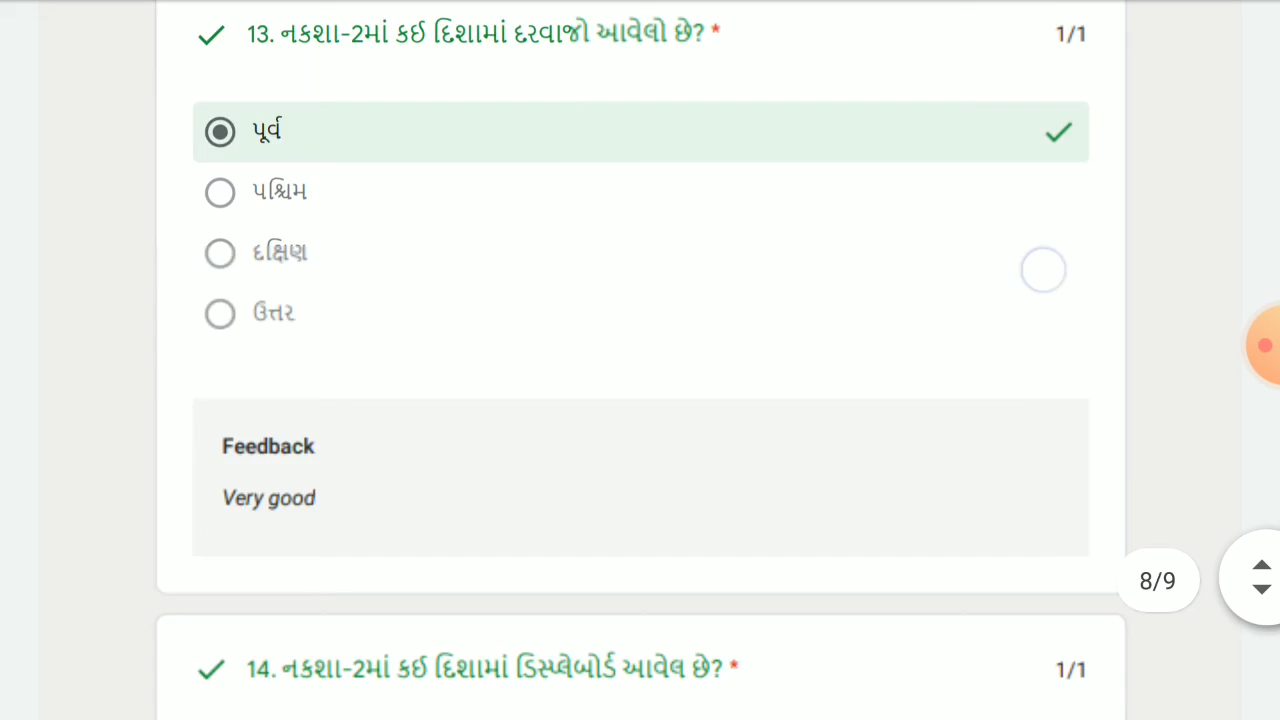 13. નકશા-2માં કઈ દિશામાં દરવાજો આવેલો છે? *
1/1
પૂર્વ
પશ્ચિમ
દક્ષિણ
ઉત્તર
Feedback
Very good
8/9
14. નકશા-2માં કઈ દિશામાં ડિસ્પ્લેબોર્ડ આવેલ છે? *
1/1